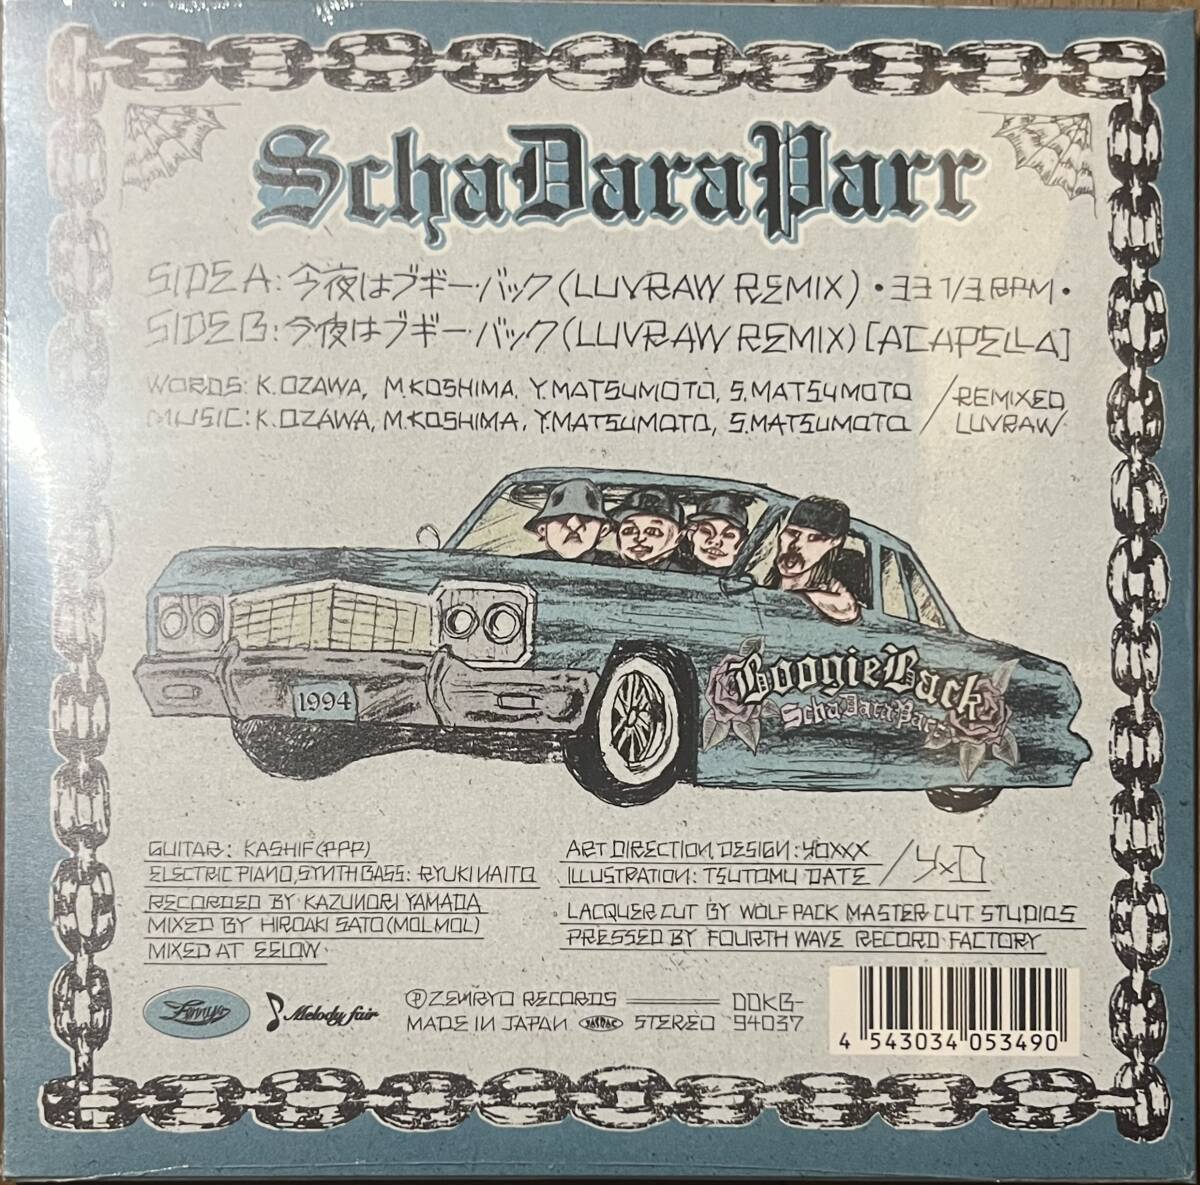 SchaDaraParr
SIDE A: 今夜はブギー・バック (LUVRAW REMIX) • 33 1/3 RPM •
SIDE B: 今夜はブギー・バック (LUVRAW REMIX) [ACAPELLA]
WORDS: K.OZAWA, M.KOSHIMA, Y.MATSUMOTO, S.MATSUMOTO / REMIXED
MUSIC: K.OZAWA, M.KOSHIMA, Y.MATSUMOTO, S.MATSUMOTO / LUVRAW
BoogieBack
SchaDaraParr
1994
GUITAR: KASHIF(PPP)
ELECTRIC PIANO, SYNTH BASS: RYUKI NAITO
RECORDED BY KAZUNORI YAMADA
MIXED BY HIROAKI SATO(MOLMOL)
MIXED AT EELOW
ART DIRECTION, DESIGN: YOXXX
ILLUSTRATION: TSUTOMU DATE / YxD
LACQUER CUT BY WOLFPACK MASTER CUT STUDIOS
PRESSED BY FOURTH WAVE RECORD FACTORY
Melody fair
Ⓟ ZENRYO RECORDS
MADE IN JAPAN JASRAC STEREO
DDKB-
94037
4 543034 053490